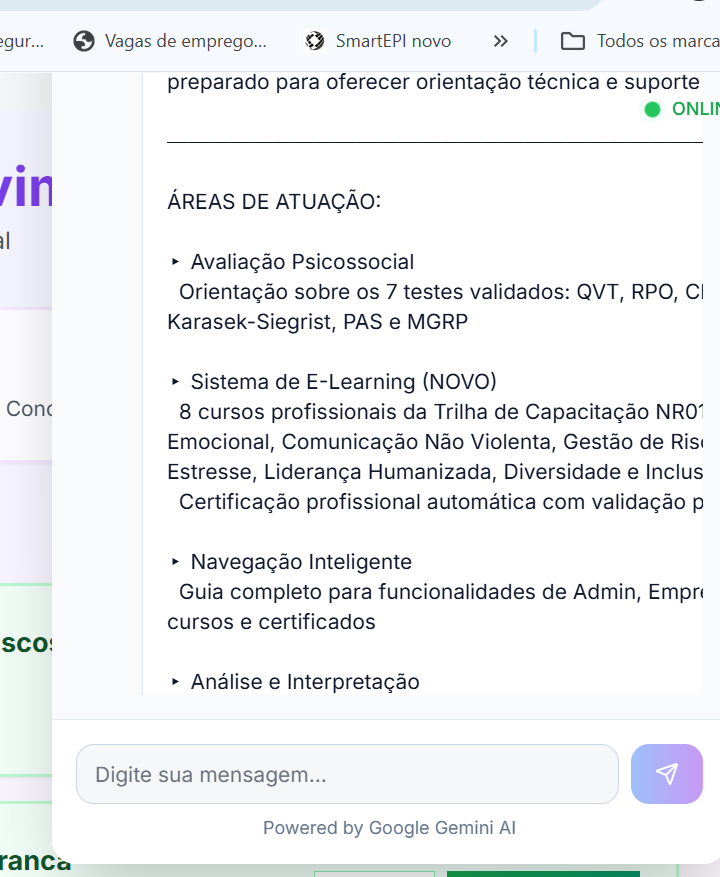 egur...
Vagas de emprego...
SmartEPI novo
Todos os marca
preparado para oferecer orientação técnica e suporte
ONLIN
vin
al
ÁREAS DE ATUAÇÃO:
‣ Avaliação Psicossocial
Orientação sobre os 7 testes validados: QVT, RPO, Cl
Karasek-Siegrist, PAS e MGRP
‣ Sistema de E-Learning (NOVO)
Conc
8 cursos profissionais da Trilha de Capacitação NR01
Emocional, Comunicação Não Violenta, Gestão de Risc
Estresse, Liderança Humanizada, Diversidade e Inclus
Certificação profissional automática com validação p
‣ Navegação Inteligente
Guia completo para funcionalidades de Admin, Empre
cursos e certificados
scos
‣ Análise e Interpretação
Digite sua mensagem...
Powered by Google Gemini AI
rança